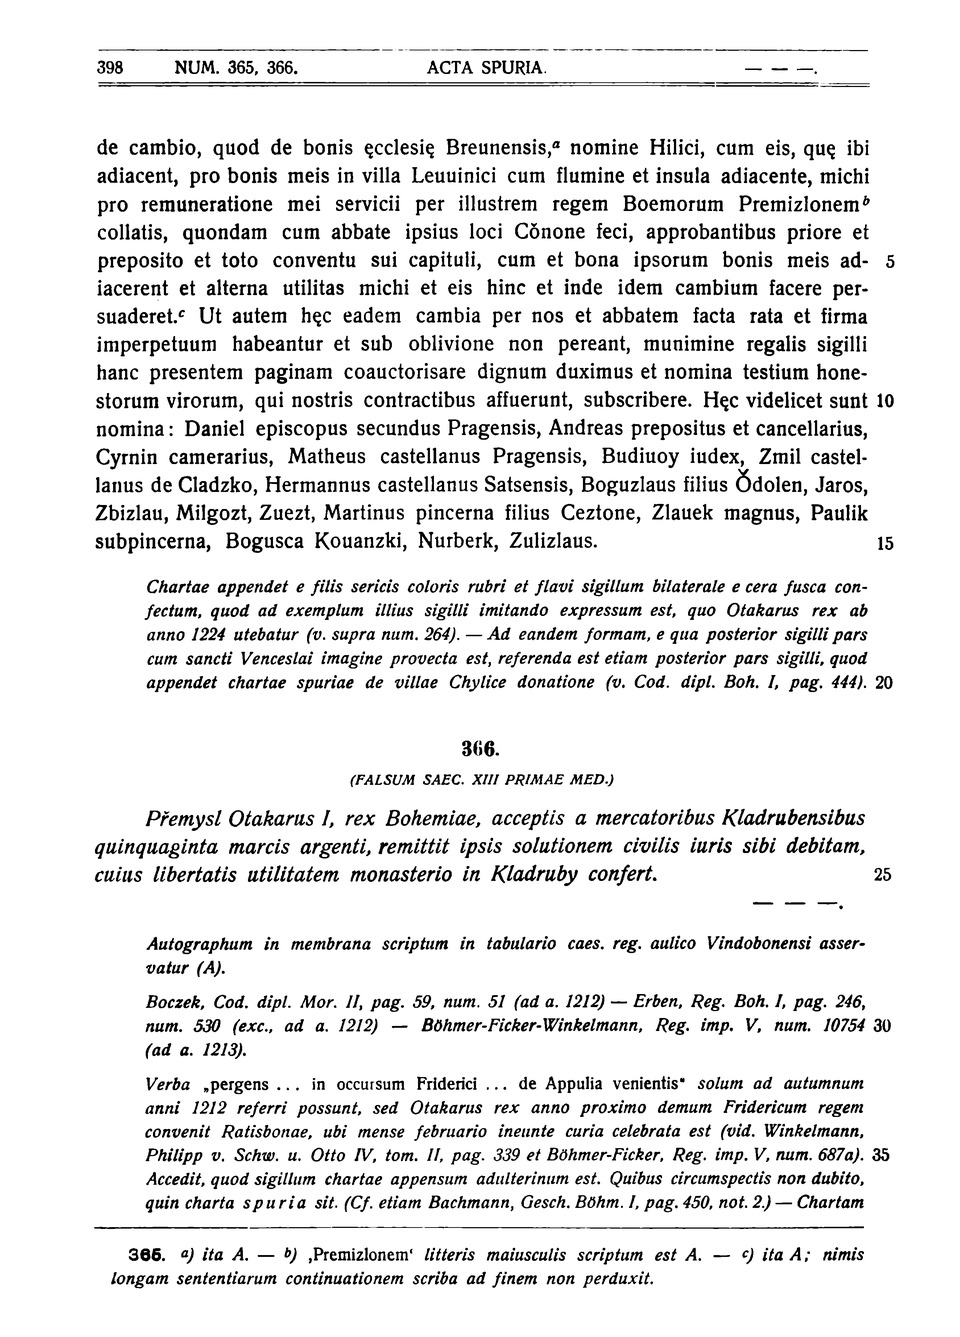 398 NUM. 365, 366. ACTA SPURIA. — — —.
de cambio, quod de bonis ęcclesię Breunensis,ᵃ nomine Hilici, cum eis, quę ibi
adiacent, pro bonis meis in villa Leuuinici cum flumine et insula adiacente, michi
pro remuneratione mei servicii per illustrem regem Boemorum Premizlonemᵇ
collatis, quondam cum abbate ipsius loci Cǒnone feci, approbantibus priore et
preposito et toto conventu sui capituli, cum et bona ipsorum bonis meis ad- 5
iacerent et alterna utilitas michi et eis hinc et inde idem cambium facere per-
suaderet.ᶜ Ut autem hęc eadem cambia per nos et abbatem facta rata et firma
imperpetuum habeantur et sub oblivione non pereant, munimine regalis sigilli
hanc presentem paginam coauctorisare dignum duximus et nomina testium hone-
storum virorum, qui nostris contractibus affuerunt, subscribere. Hęc videlicet sunt 10
nomina: Daniel episcopus secundus Pragensis, Andreas prepositus et cancellarius,
Cyrnin camerarius, Matheus castellanus Pragensis, Budiuoy iudex, Zmil castel-
lanus de Cladzko, Hermannus castellanus Satsensis, Boguzlaus filius Ǒdolen, Jaros,
Zbizlau, Milgozt, Zuezt, Martinus pincerna filius Ceztone, Zlauek magnus, Paulik
subpincerna, Bogusca Kouanzki, Nurberk, Zulizlaus. 15
Chartae appendet e filis sericis coloris rubri et flavi sigillum bilaterale e cera fusca con-
fectum, quod ad exemplum illius sigilli imitando expressum est, quo Otakarus rex ab
anno 1224 utebatur (v. supra num. 264). — Ad eandem formam, e qua posterior sigilli pars
cum sancti Venceslai imagine provecta est, referenda est etiam posterior pars sigilli, quod
appendet chartae spuriae de villae Chylice donatione (v. Cod. dipl. Boh. I, pag. 444). 20
366.
(FALSUM SAEC. XIII PRIMAE MED.)
Přemysl Otakarus I, rex Bohemiae, acceptis a mercatoribus Kladrubensibus
quinquaginta marcis argenti, remittit ipsis solutionem civilis iuris sibi debitam,
cuius libertatis utilitatem monasterio in Kladruby confert. 25
— — —.
Autographum in membrana scriptum in tabulario caes. reg. aulico Vindobonensi asser-
vatur (A).
Boczek, Cod. dipl. Mor. II, pag. 59, num. 51 (ad a. 1212) — Erben, Reg. Boh. I, pag. 246,
num. 530 (exc., ad a. 1212) — Böhmer-Ficker-Winkelmann, Reg. imp. V, num. 10754 30
(ad a. 1213).
Verba „pergens ... in occursum Friderici ... de Appulia venientis“ solum ad autumnum
anni 1212 referri possunt, sed Otakarus rex anno proximo demum Fridericum regem
convenit Ratisbonae, ubi mense februario ineunte curia celebrata est (vid. Winkelmann,
Philipp v. Schw. u. Otto IV, tom. II, pag. 339 et Böhmer-Ficker, Reg. imp. V, num. 687a). 35
Accedit, quod sigillum chartae appensum adulterinum est. Quibus circumspectis non dubito,
quin charta spuria sit. (Cf. etiam Bachmann, Gesch. Böhm. I, pag. 450, not. 2.) — Chartam
365. a) ita A. — b) ‚Premizlonem‘ litteris maiusculis scriptum est A. — c) ita A; nimis
longam sententiarum continuationem scriba ad finem non perduxit.